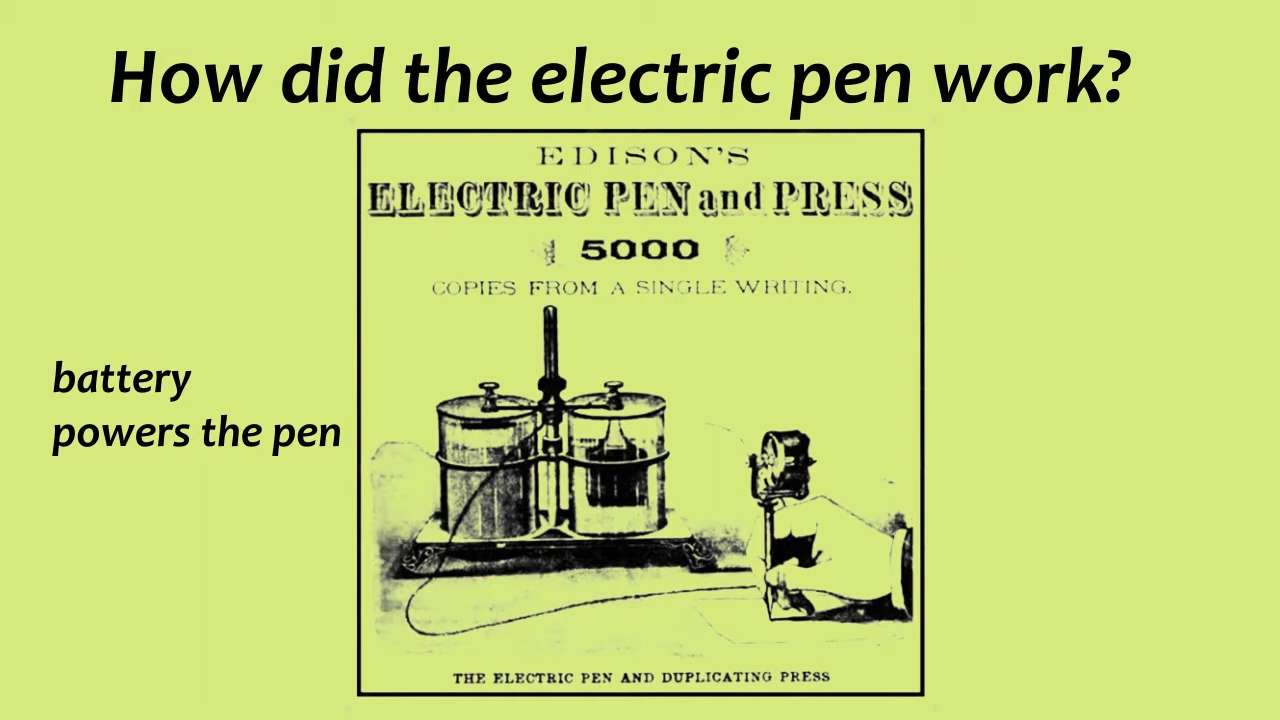 How did the electric pen work?
EDISON'S
ELECTRIC PEN and PRESS
5000
COPIES FROM A SINGLE WRITING.
battery
powers the pen
THE ELECTRIC PEN AND DUPLICATING PRESS